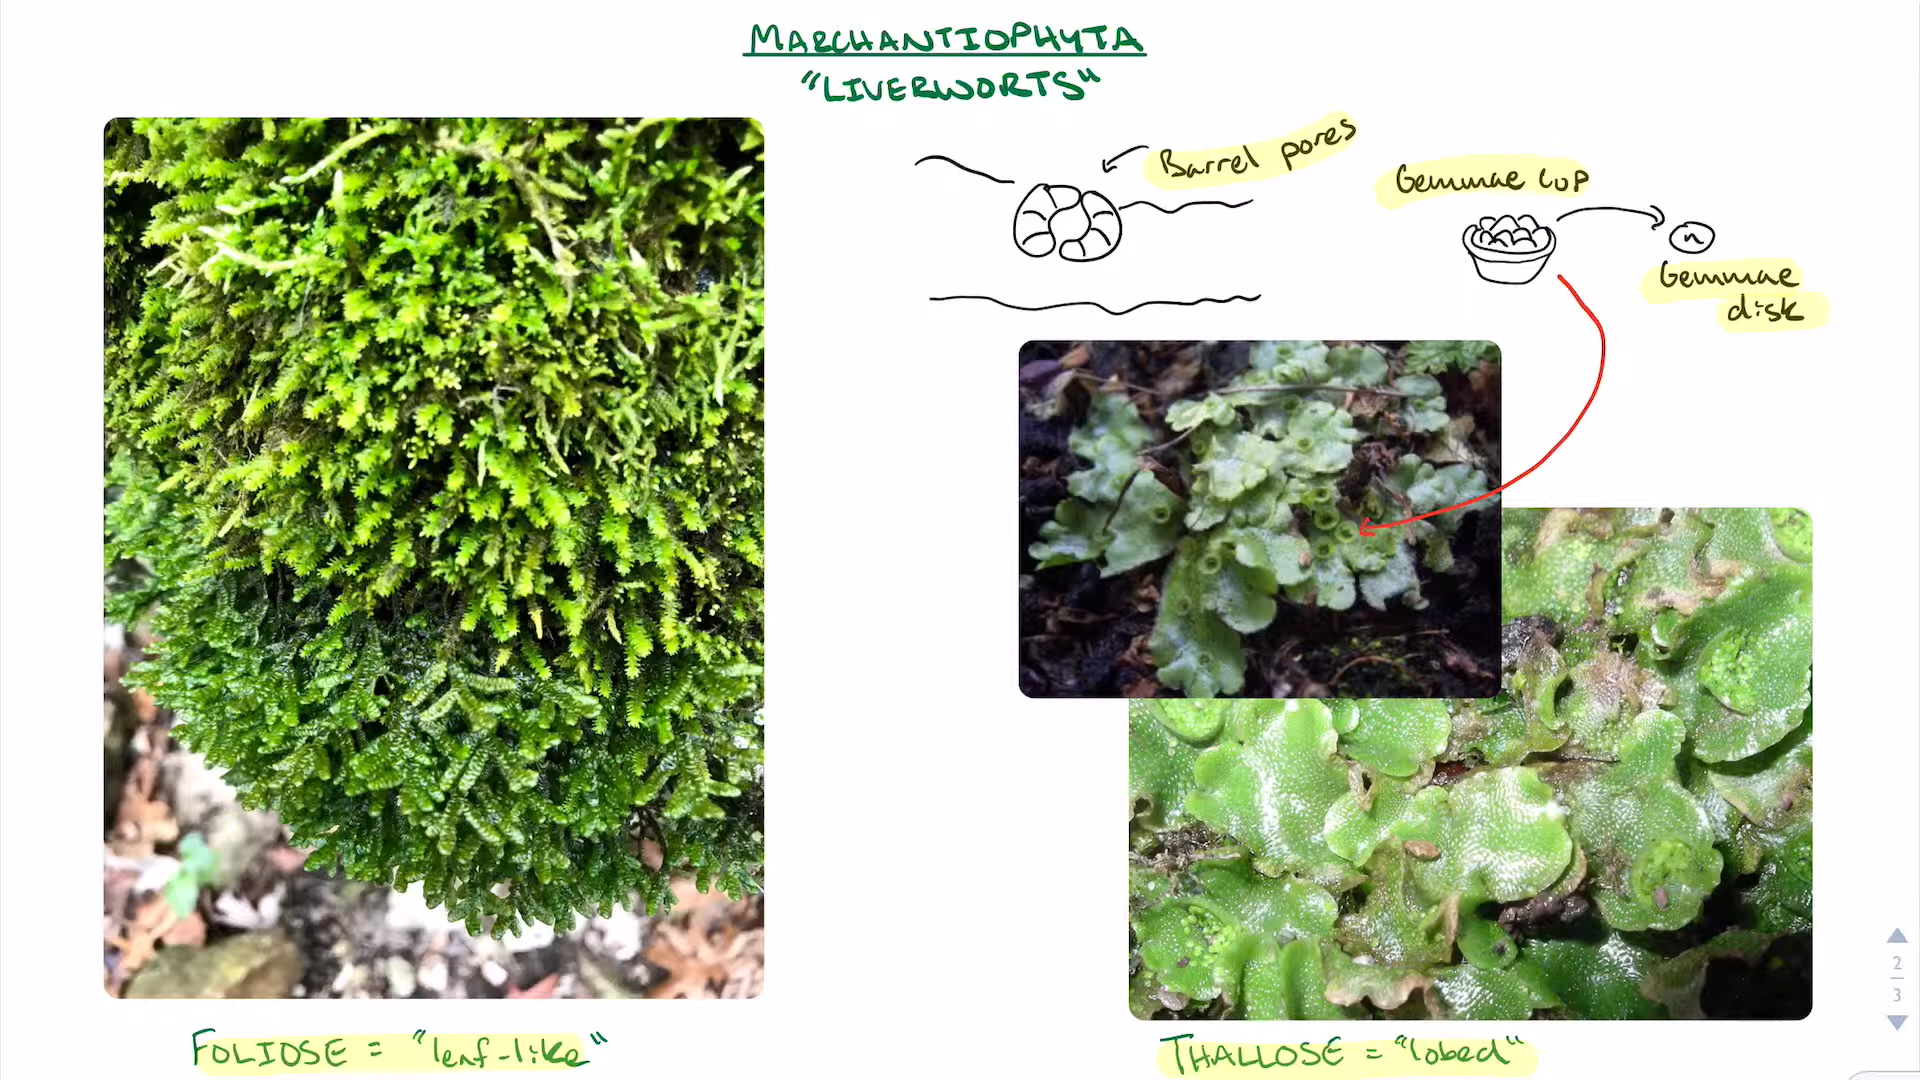 MARCHANTIOPHYTA
"LIVERWORTS"
Barrel pores
Gemmae cup
n
Gemmae
disk
FOLIOSE = "leaf-like"
THALLOSE = "lobed"
2
3